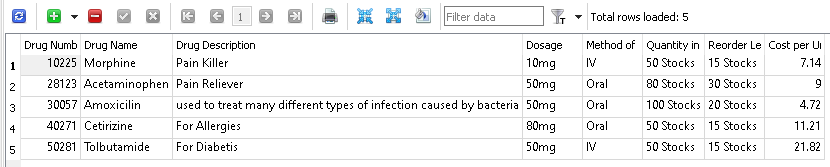 1 Filter data Total rows loaded: 5
Drug Numb Drug Name Drug Description Dosage Method of Quantity in Reorder Le Cost per Ur
1 10225 Morphine Pain Killer 10mg IV 50 Stocks 15 Stocks 7.14
2 28123 Acetaminophen Pain Reliever 50mg Oral 80 Stocks 30 Stocks 9
3 30057 Amoxicilin used to treat many different types of infection caused by bacteria 50mg Oral 100 Stocks 20 Stocks 4.72
4 40271 Cetirizine For Allergies 80mg Oral 50 Stocks 15 Stocks 11.21
5 50281 Tolbutamide For Diabetis 50mg IV 50 Stocks 15 Stocks 21.82